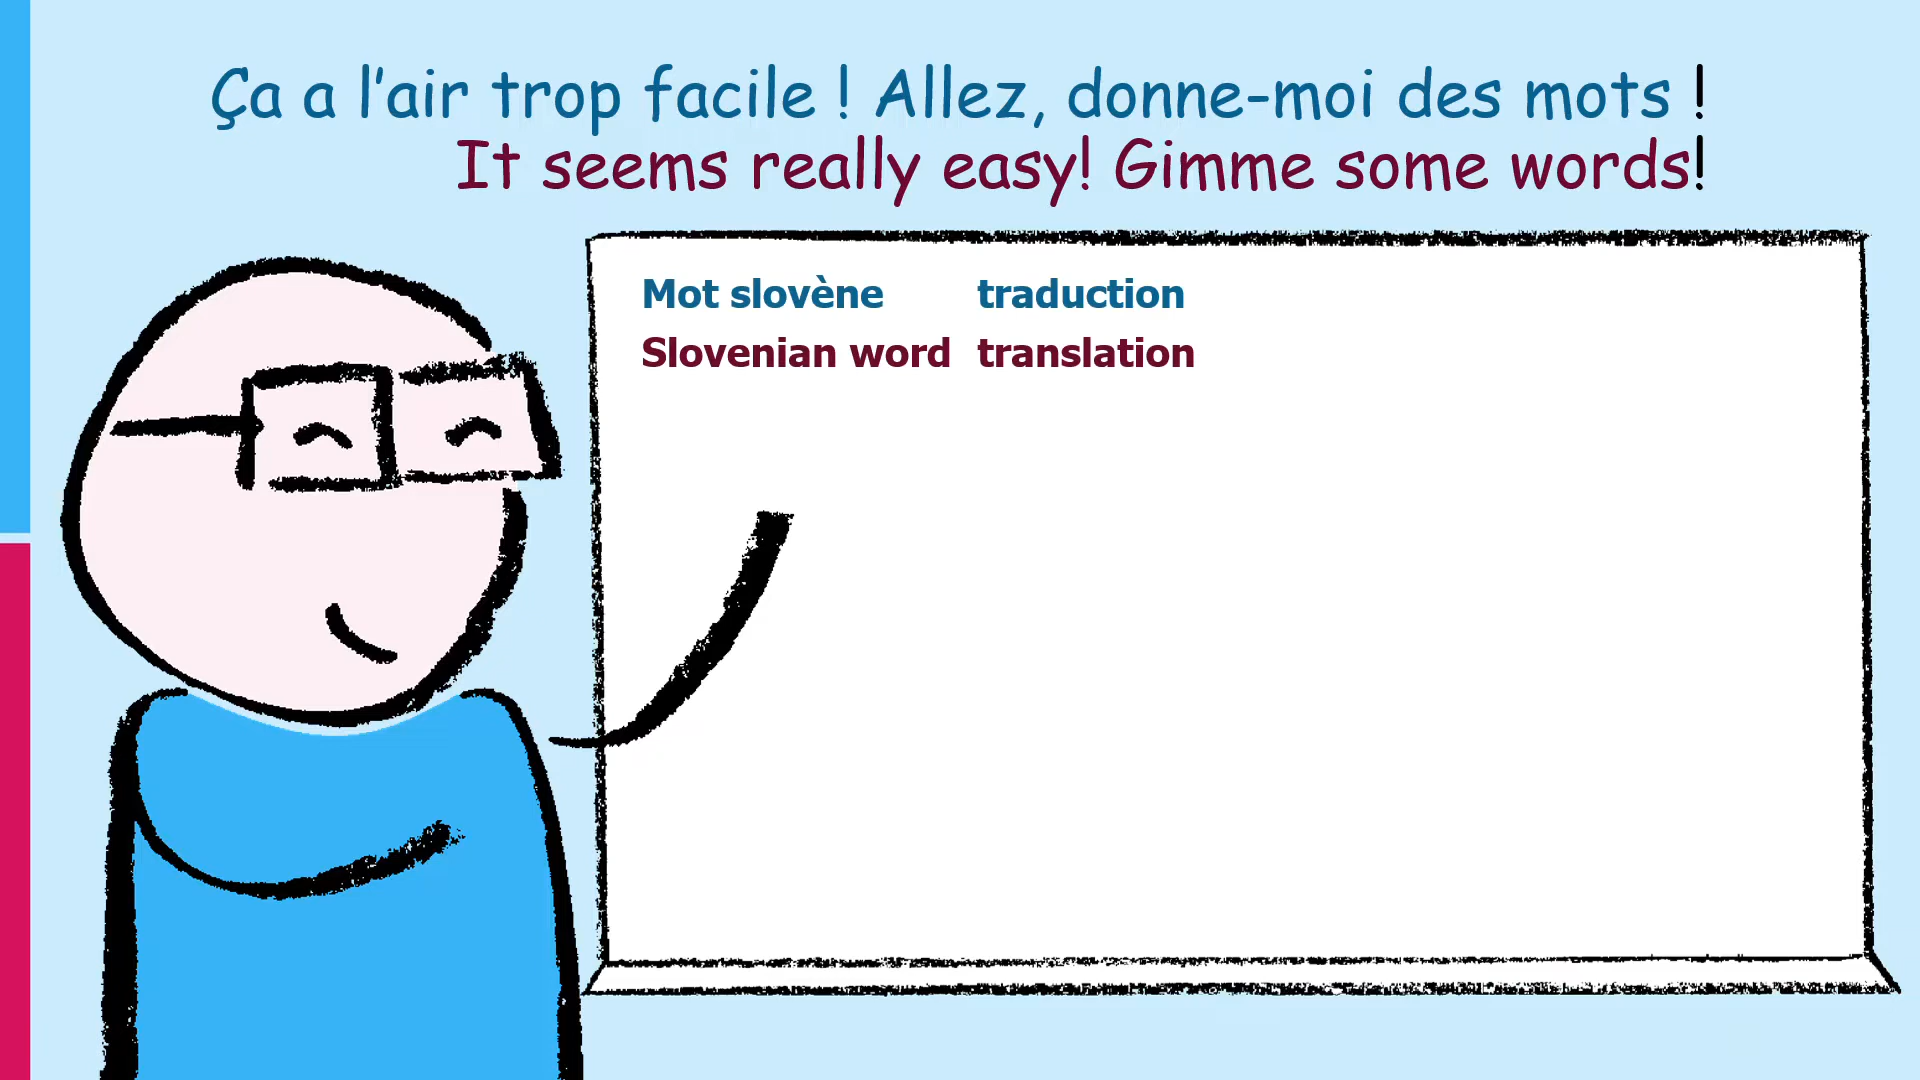 Ça a l’air trop facile ! Allez, donne-moi des mots !
It seems really easy! Gimme some words!
Mot slovène traduction
Slovenian word translation